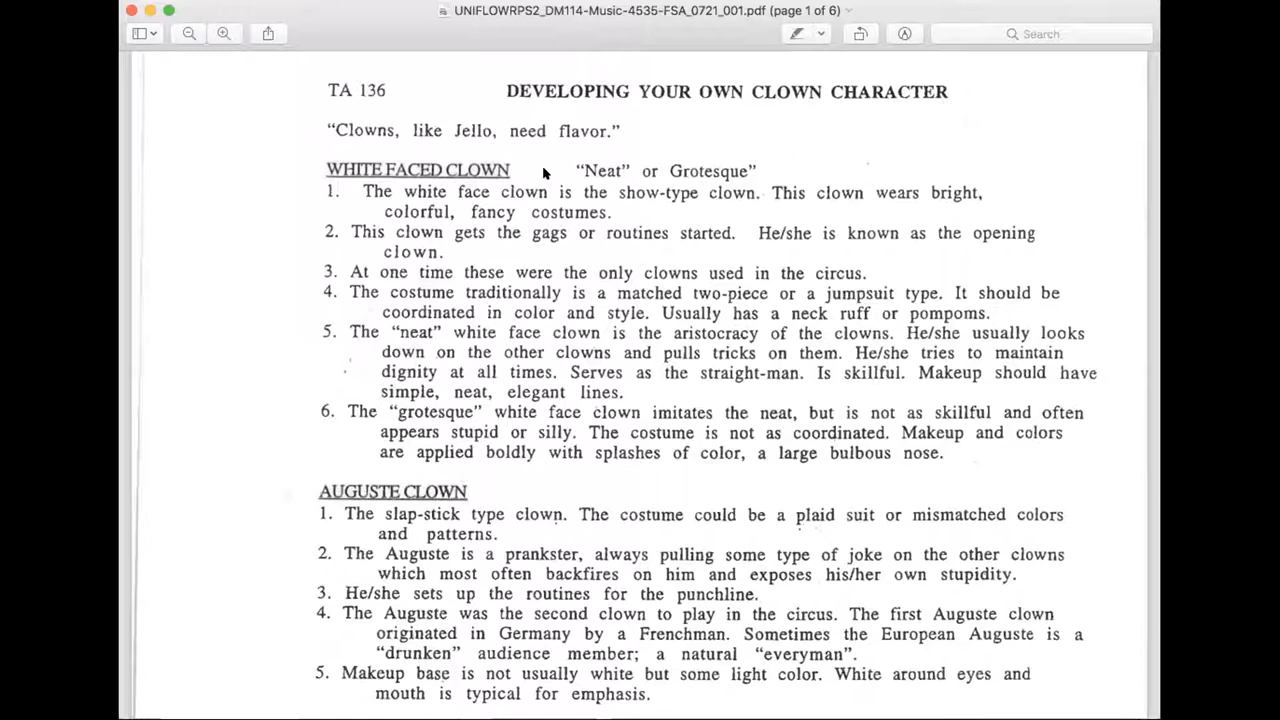 UNIFLOWRPS2_DM114-Music-4535-FSA_0721_001.pdf (page 1 of 6)
Search
TA 136 DEVELOPING YOUR OWN CLOWN CHARACTER
"Clowns, like Jello, need flavor."
WHITE FACED CLOWN "Neat" or Grotesque"
1. The white face clown is the show-type clown. This clown wears bright,
colorful, fancy costumes.
2. This clown gets the gags or routines started. He/she is known as the opening
clown.
3. At one time these were the only clowns used in the circus.
4. The costume traditionally is a matched two-piece or a jumpsuit type. It should be
coordinated in color and style. Usually has a neck ruff or pompoms.
5. The "neat" white face clown is the aristocracy of the clowns. He/she usually looks
down on the other clowns and pulls tricks on them. He/she tries to maintain
dignity at all times. Serves as the straight-man. Is skillful. Makeup should have
simple, neat, elegant lines.
6. The "grotesque" white face clown imitates the neat, but is not as skillful and often
appears stupid or silly. The costume is not as coordinated. Makeup and colors
are applied boldly with splashes of color, a large bulbous nose.
AUGUSTE CLOWN
1. The slap-stick type clown. The costume could be a plaid suit or mismatched colors
and patterns.
2. The Auguste is a prankster, always pulling some type of joke on the other clowns
which most often backfires on him and exposes his/her own stupidity.
3. He/she sets up the routines for the punchline.
4. The Auguste was the second clown to play in the circus. The first Auguste clown
originated in Germany by a Frenchman. Sometimes the European Auguste is a
"drunken" audience member; a natural "everyman".
5. Makeup base is not usually white but some light color. White around eyes and
mouth is typical for emphasis.